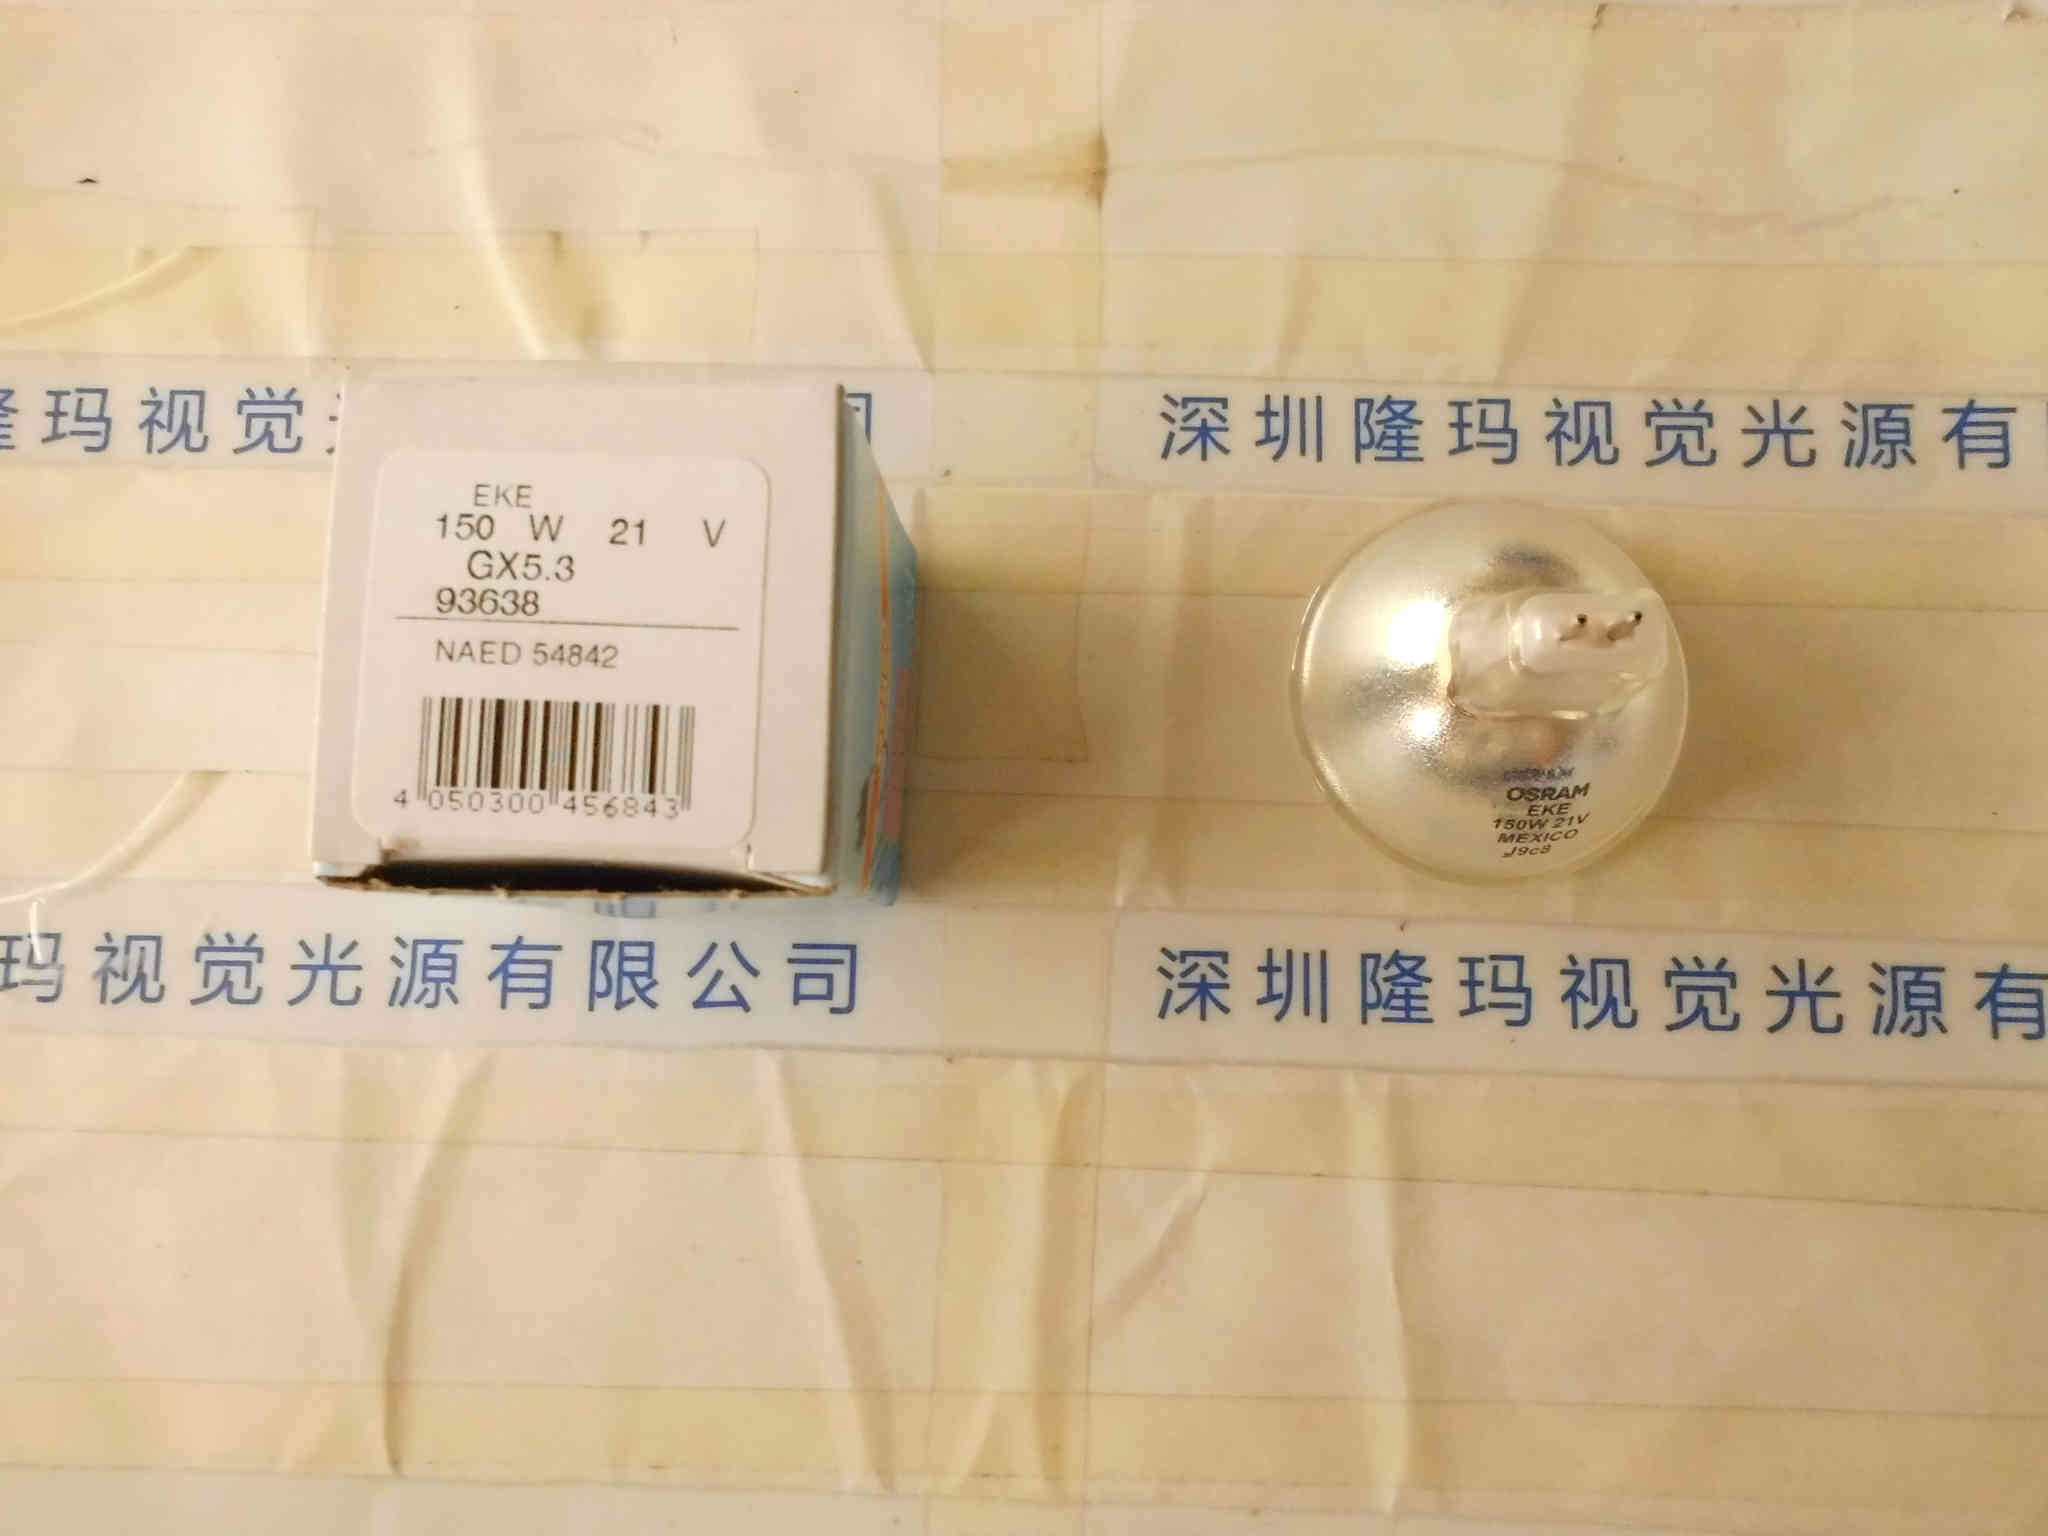 隆玛视觉
司
深圳隆玛视觉光源有
EKE
150 W 21 V
GX5.3
93638
NAED 54842
4 050300 456843
OSRAM
EKE
150W 21V
MEXICO
玛视觉光源有限公司
深圳隆玛视觉光源有